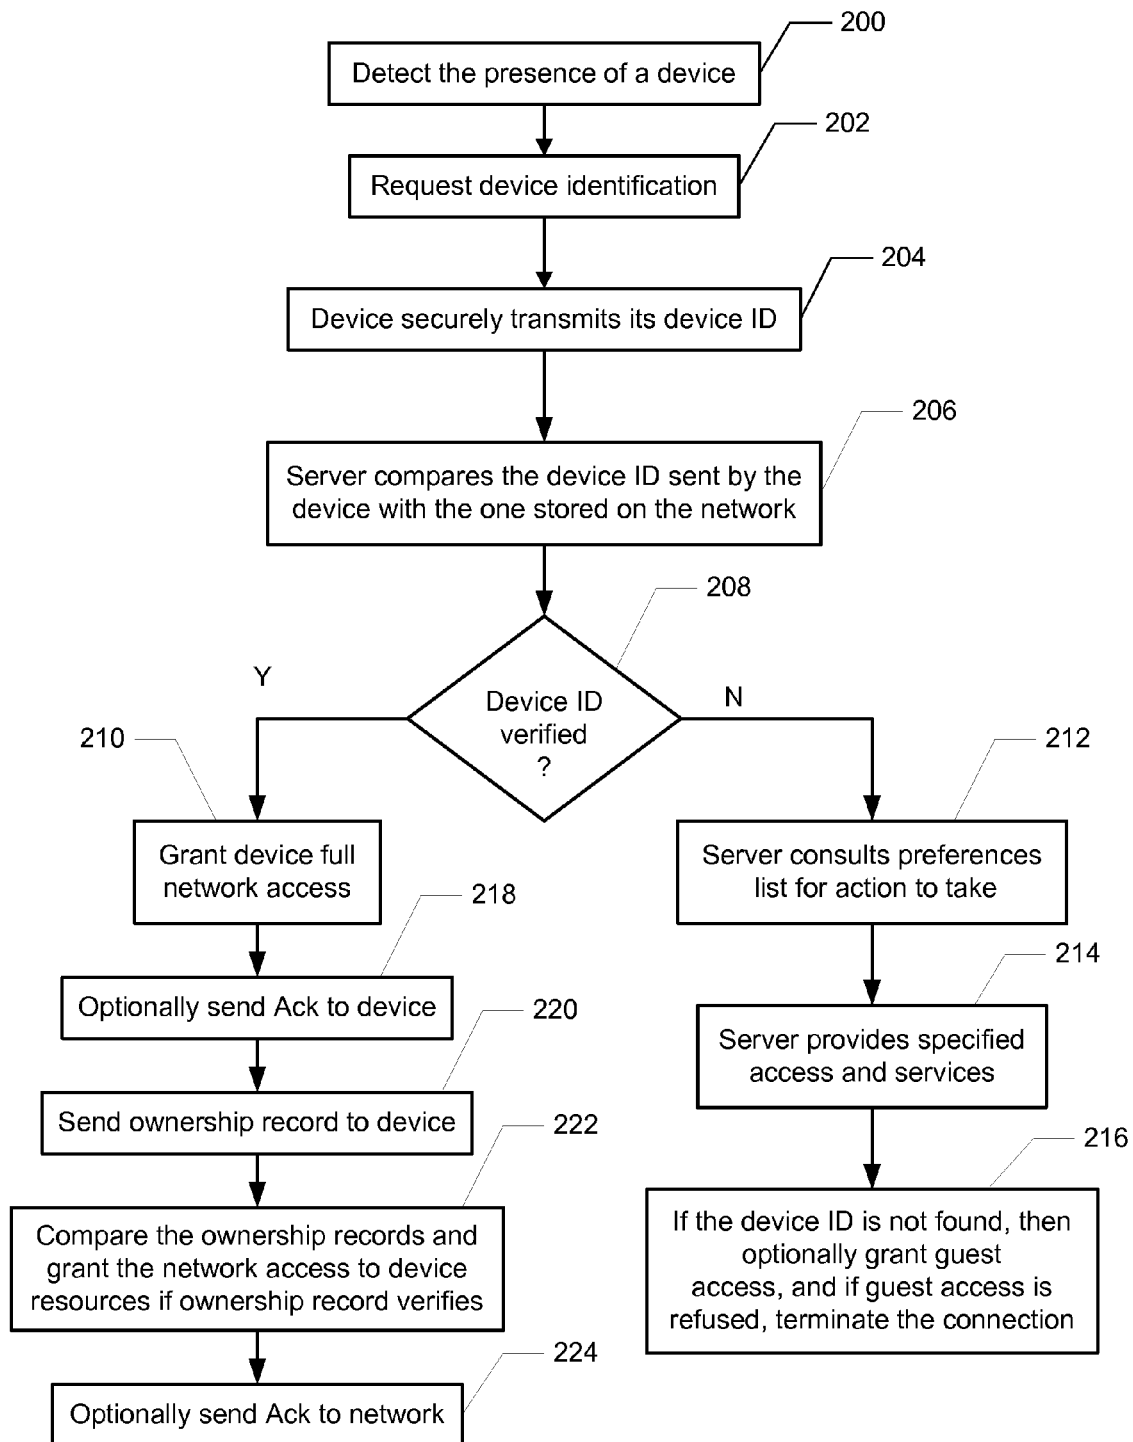 200
Detect the presence of a device
202
Request device identification
204
Device securely transmits its device ID
206
Server compares the device ID sent by the
device with the one stored on the network
208
Device ID
verified
?
Y
N
210
Grant device full
network access
212
Server consults preferences
list for action to take
218
Optionally send Ack to device
214
Server provides specified
access and services
220
Send ownership record to device
222
Compare the ownership records and
grant the network access to device
resources if ownership record verifies
216
If the device ID is not found, then
optionally grant guest
access, and if guest access is
refused, terminate the connection
224
Optionally send Ack to network